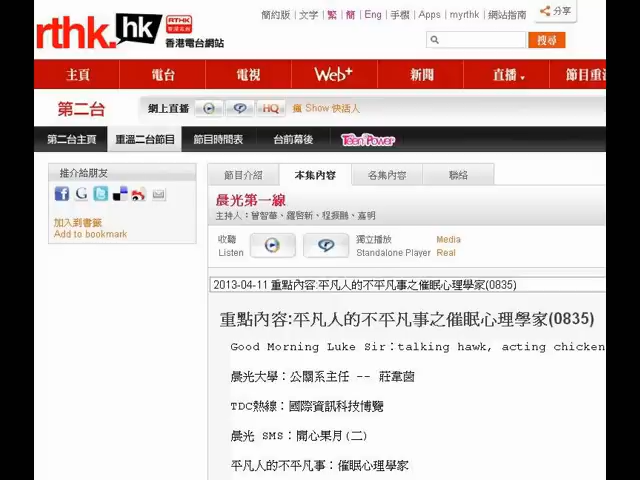 簡約版 | 文字 | 繁 | 簡 | Eng | 手機 | Apps | myrthk | 網站指南
分享
rthk.hk
RTHK
香港電台網站
搜尋
主頁 電台 電視 Web+ 新聞 直播 節目重
第二台 網上直播 HQ 瘋 Show 快活人
第二台主頁 重溫二台節目 節目時間表 台前幕後 Teen Power
推介給朋友
加入到書籤
Add to bookmark
節目介紹 本集內容 各集內容 聯絡
晨光第一線
主持人：曾智華、
收聽
Listen
獨立播放
Standalone Player
Media
Real
2013-04-11 重點內容:平凡人的不平凡事之催眠心理學家(0835)
重點內容:平凡人的不平凡事之催眠心理學家(0835)
Good Morning Luke Sir：talking hawk, acting chicken
晨光大學：公關系主任 -- 莊韋茵
TDC熱線：國際資訊科技博覽
晨光 SMS：開心果月(二)
平凡人的不平凡事：催眠心理學家